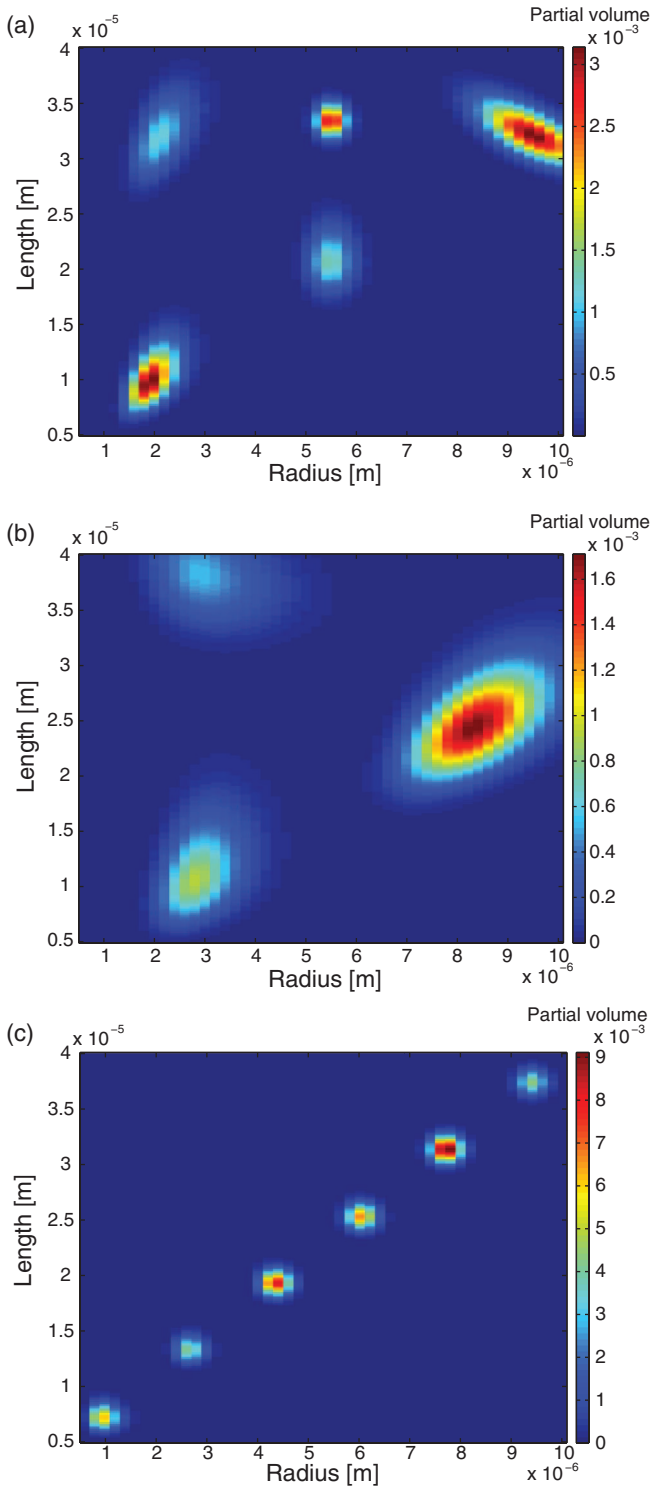 (a)
x 10⁻⁵
Partial volume
x 10⁻³
4
3.5
3
2.5
2
1.5
1
0.5
Length [m]
3
2.5
2
1.5
1
0.5
1 2 3 4 5 6 7 8 9 10
Radius [m]
x 10⁻⁶
(b)
x 10⁻⁵
Partial volume
x 10⁻³
4
3.5
3
2.5
2
1.5
1
0.5
Length [m]
1.6
1.4
1.2
1
0.8
0.6
0.4
0.2
0
1 2 3 4 5 6 7 8 9 10
Radius [m]
x 10⁻⁶
(c)
x 10⁻⁵
Partial volume
x 10⁻³
4
3.5
3
2.5
2
1.5
1
0.5
Length [m]
9
8
7
6
5
4
3
2
1
0
1 2 3 4 5 6 7 8 9 10
Radius [m]
x 10⁻⁶